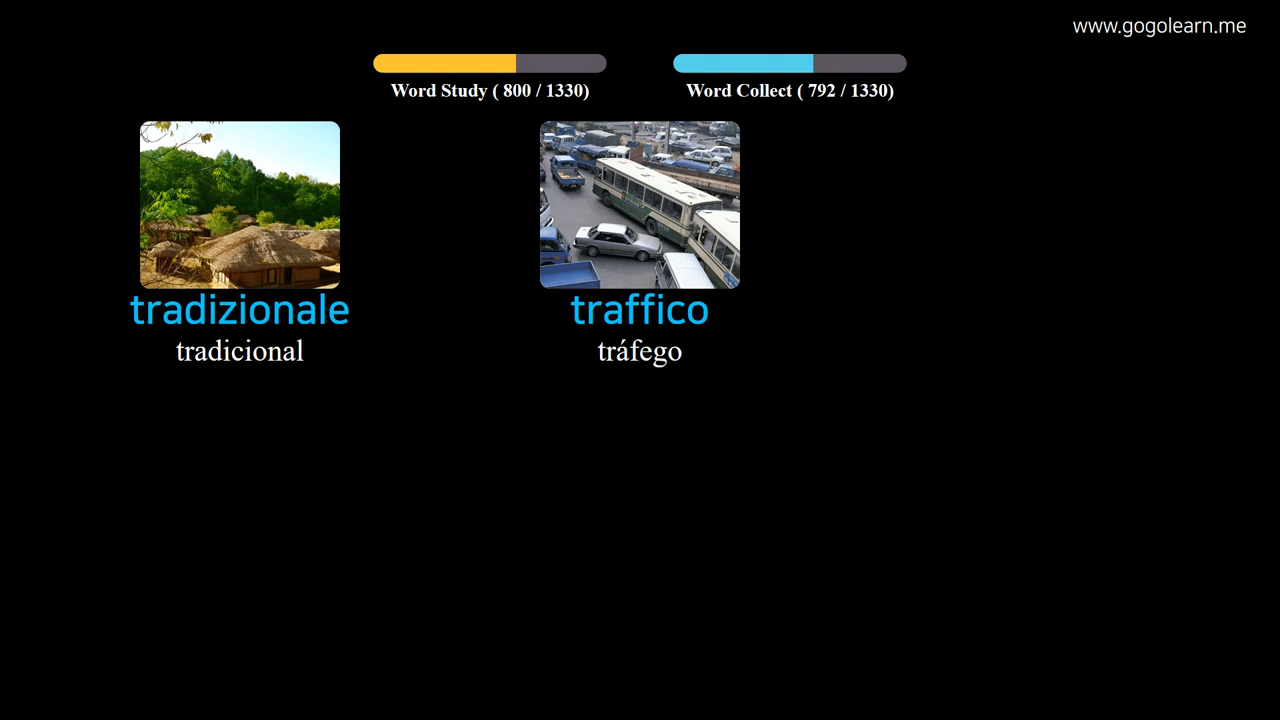 www.gogolearn.me
Word Study ( 800 / 1330)
Word Collect ( 792 / 1330)
tradizionale
tradicional
traffico
tráfego